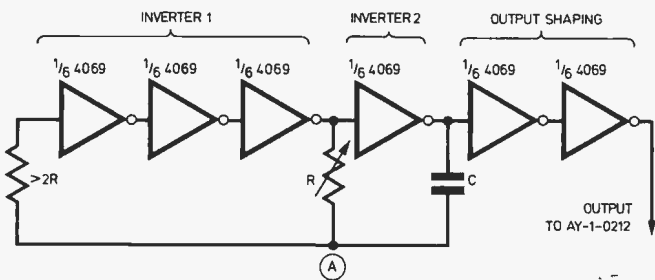 INVERTER 1
INVERTER 2
OUTPUT SHAPING
1/6 4069
1/6 4069
1/6 4069
1/6 4069
1/6 4069
1/6 4069
>2R
R
C
OUTPUT
TO AY-1-0212
A